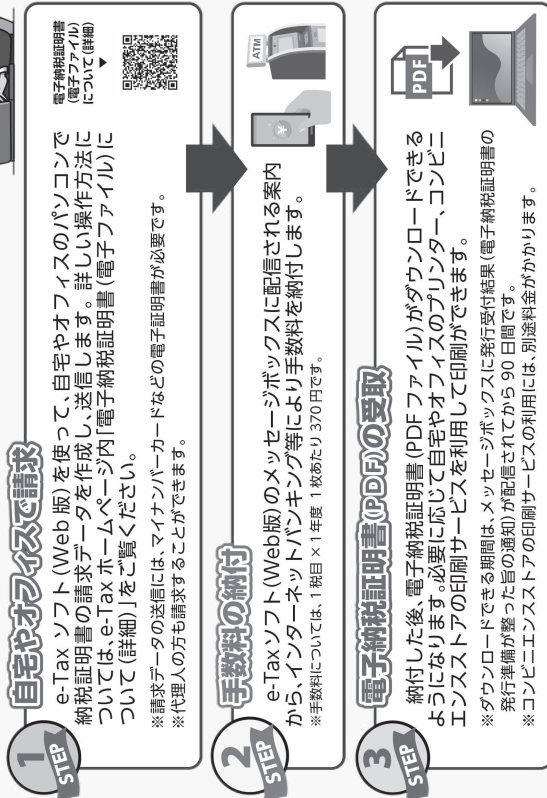 STEP 1
自宅やオフィスで請求
e-Tax ソフト(Web 版)を使って、自宅やオフィスのパソコンで
納税証明書の請求データを作成し、送信します。詳しい操作方法に
ついては、e-Tax ホームページ内「電子納税証明書(電子ファイル)に
ついて(詳細)」をご覧ください。
※請求データの送信には、マイナンバーカードなどの電子証明書が必要です。
※代理人の方も請求することができます。
電子納税証明書
(電子ファイル)
について(詳細)
▼
STEP 2
手数料の納付
e-Taxソフト(Web版)のメッセージボックスに配信される案内
から、インターネットバンキング等により手数料を納付します。
※手数料については、1 税目 × 1 年度 1 枚あたり 370 円です。
¥
ATM
STEP 3
電子納税証明書(PDF)の受取
納付した後、電子納税証明書(PDF ファイル)がダウンロードできる
ようになります。必要に応じて自宅やオフィスのプリンター、コンビニ
エンスストアの印刷サービスを利用して印刷ができます。
※ダウンロードできる期間は、メッセージボックスに発行受付結果(電子納税証明書の
発行準備が整った旨の通知)が配信されてから 90 日間です。
※コンビニエンスストアの印刷サービスの利用には、別途料金がかかります。
PDF